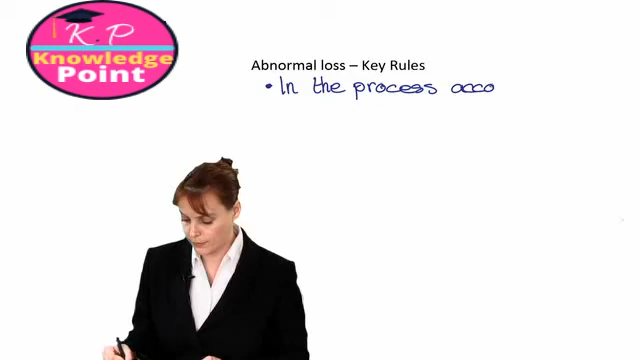 K.P
Knowledge
Point
Abnormal loss – Key Rules
• In the process acco